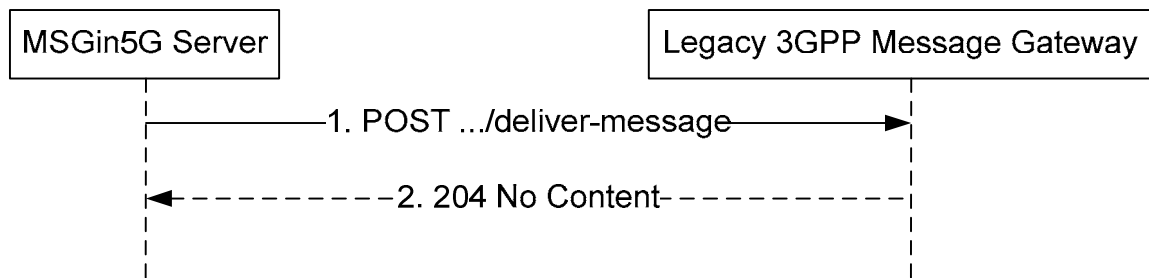 MSGin5G Server
Legacy 3GPP Message Gateway
1. POST .../deliver-message
2. 204 No Content